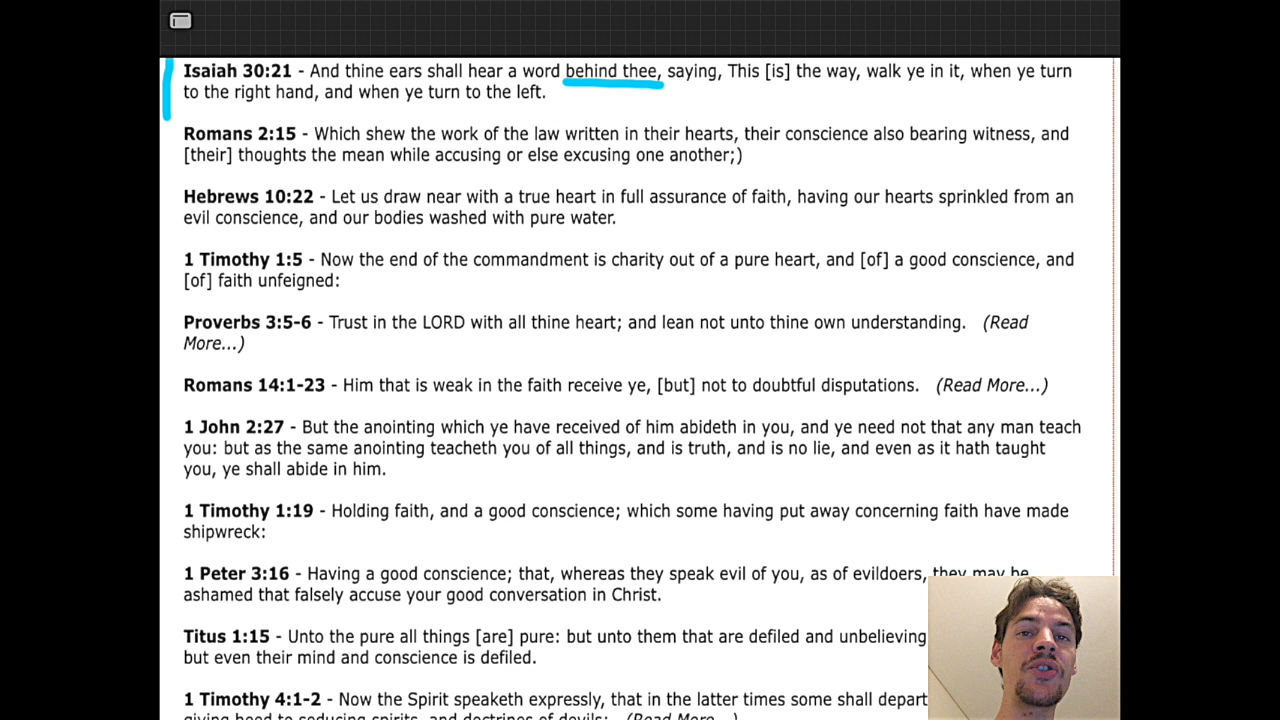 Isaiah 30:21 - And thine ears shall hear a word behind thee, saying, This [is] the way, walk ye in it, when ye turn
to the right hand, and when ye turn to the left.
Romans 2:15 - Which shew the work of the law written in their hearts, their conscience also bearing witness, and
[their] thoughts the mean while accusing or else excusing one another;)
Hebrews 10:22 - Let us draw near with a true heart in full assurance of faith, having our hearts sprinkled from an
evil conscience, and our bodies washed with pure water.
1 Timothy 1:5 - Now the end of the commandment is charity out of a pure heart, and [of] a good conscience, and
[of] faith unfeigned:
Proverbs 3:5-6 - Trust in the LORD with all thine heart; and lean not unto thine own understanding. (Read
More...)
Romans 14:1-23 - Him that is weak in the faith receive ye, [but] not to doubtful disputations. (Read More...)
1 John 2:27 - But the anointing which ye have received of him abideth in you, and ye need not that any man teach
you: but as the same anointing teacheth you of all things, and is truth, and is no lie, and even as it hath taught
you, ye shall abide in him.
1 Timothy 1:19 - Holding faith, and a good conscience; which some having put away concerning faith have made
shipwreck:
1 Peter 3:16 - Having a good conscience; that, whereas they speak evil of you, as of evildoers, they may be
ashamed that falsely accuse your good conversation in Christ.
Titus 1:15 - Unto the pure all things [are] pure: but unto them that are defiled and unbelieving
but even their mind and conscience is defiled.
1 Timothy 4:1-2 - Now the Spirit speaketh expressly, that in the latter times some shall depart
giving heed to seducing spirits, and doctrines of devils; (Read More...)